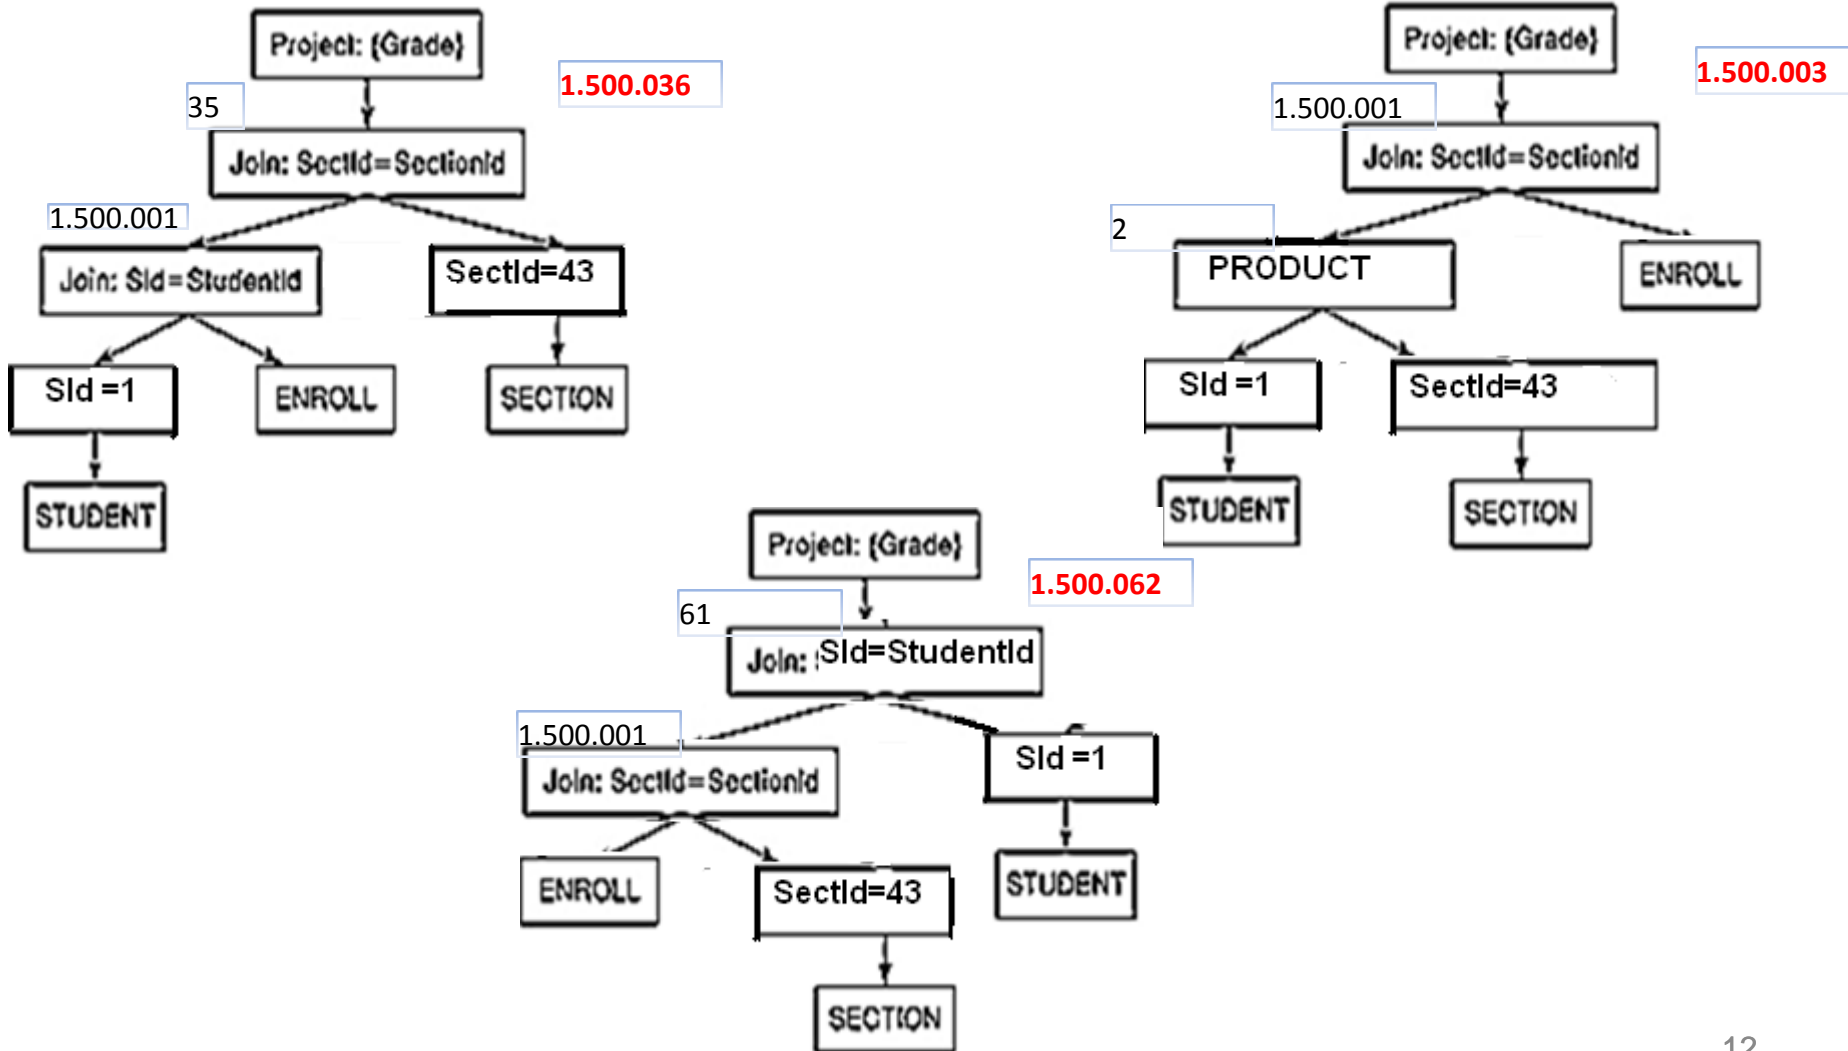 Project: {Grade}
1.500.036
35
Join: SectId=SectionId
1.500.001
Join: SId=StudentId
SectId=43
SId =1
ENROLL
SECTION
STUDENT
Project: {Grade}
1.500.003
1.500.001
Join: SectId=SectionId
2
PRODUCT
ENROLL
SId =1
SectId=43
STUDENT
SECTION
Project: {Grade}
1.500.062
61
Join: SId=StudentId
1.500.001
Join: SectId=SectionId
SId =1
ENROLL
SectId=43
STUDENT
SECTION
12